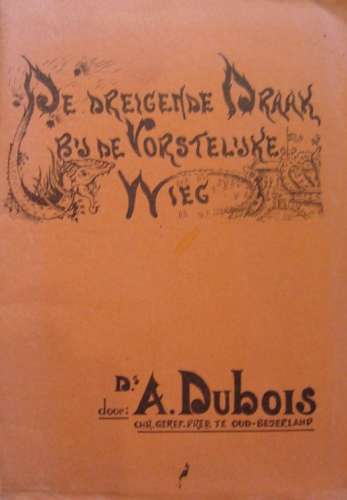 De dreigende Draak
bij de Vorstelijke
Wieg
door: Ds A. Dubois
CHR. GEREF. PRED. TE OUD-BEIJERLAND